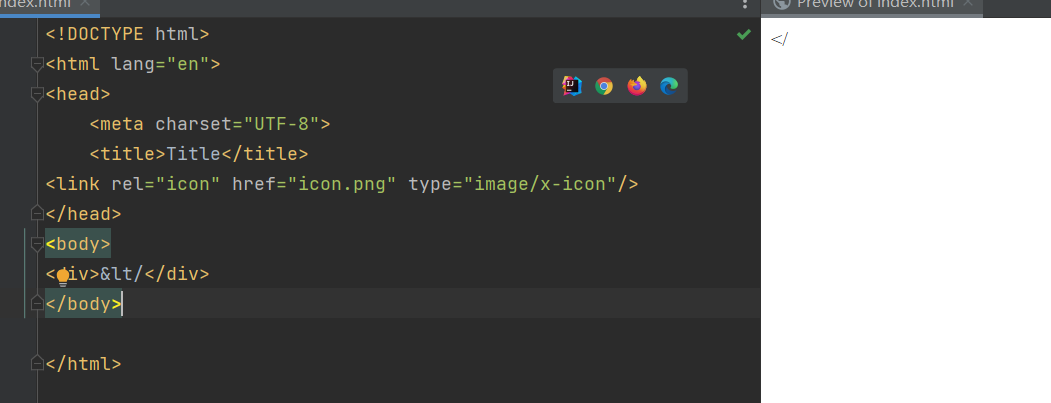 index.html
Preview of index.html
<!DOCTYPE html>
<html lang="en">
<head>
    <meta charset="UTF-8">
    <title>Title</title>
<link rel="icon" href="icon.png" type="image/x-icon"/>
</head>
<body>
<div>&lt/</div>
</body>
</html>
</